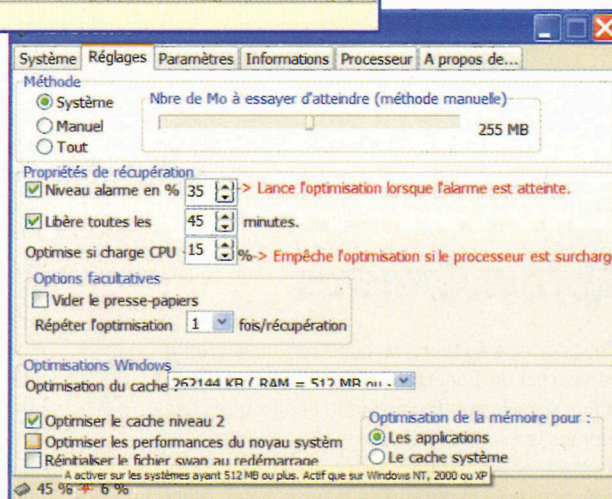 Système Réglages Paramètres Informations Processeur A propos de...
Méthode
Système
Manuel
Tout
Nbre de Mo à essayer d'atteindre (méthode manuelle)
255 MB
Propriétés de récupération
Niveau alarme en % 35 -> Lance l'optimisation lorsque l'alarme est atteinte.
Libère toutes les 45 minutes.
Optimise si charge CPU 15 %-> Empêche l'optimisation si le processeur est surcharg
Options facultatives
Vider le presse-papiers
Répéter l'optimisation 1 fois/récupération
Optimisations Windows
Optimisation du cache 262144 KB ( RAM = 512 MB ou -
Optimiser le cache niveau 2
Optimiser les performances du noyau systèm
Réinitialiser le fichier swap au redémarrage
Optimisation de la mémoire pour :
Les applications
Le cache système
A activer sur les systèmes ayant 512 MB ou plus. Actif que sur Windows NT, 2000 ou XP
45 % 6 %